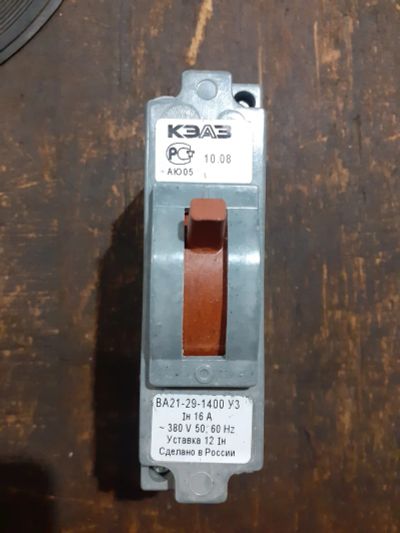 КЭАЗ
РСТ 10.08
АЮ05
ВА21-29-1400 У3
Iн 16 А
~ 380 V 50; 60 Hz
Уставка 12 Iн
Сделано в России